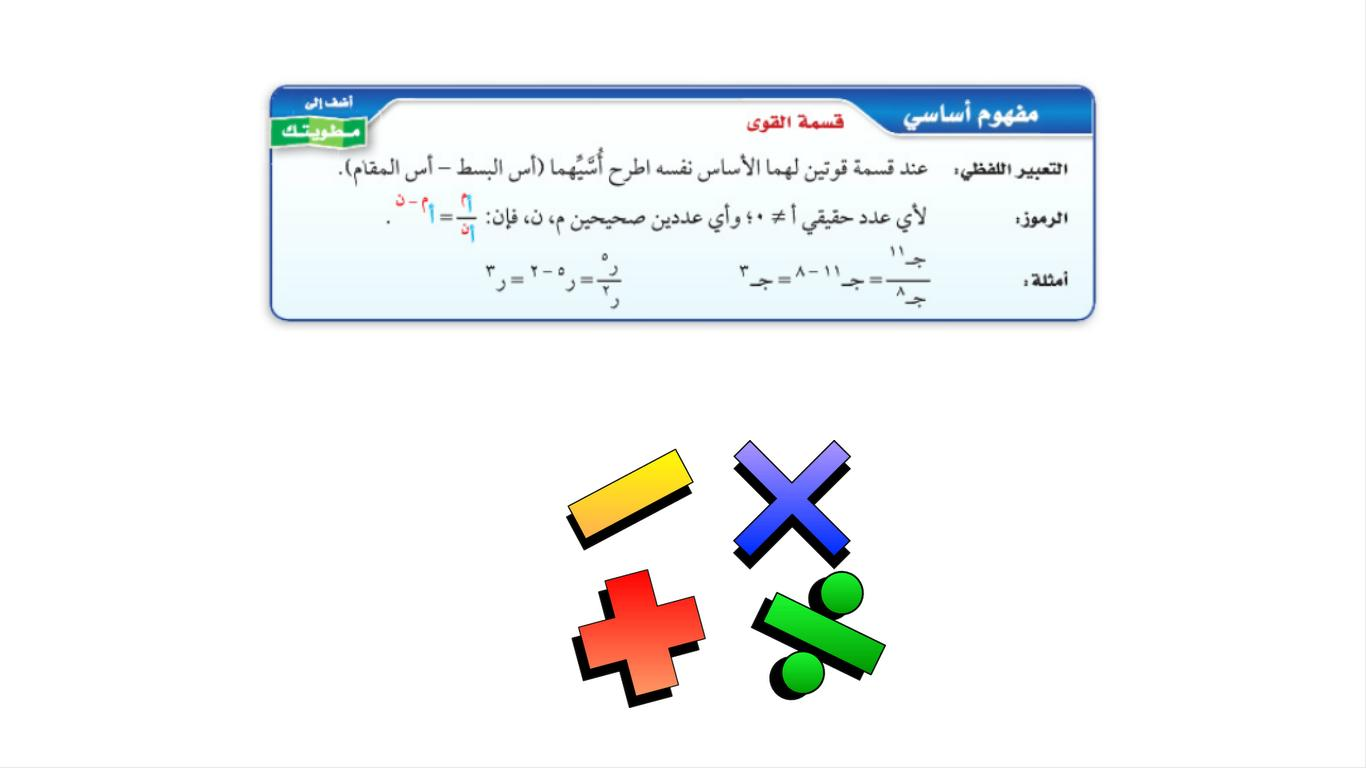 مفهوم أساسي
قسمة القوى
أضف إلى
مطويتك
التعبير اللفظي: عند قسمة قوتين لهما الأساس نفسه اطرح أُسَّيِّهما (أس البسط – أس المقام).
الرموز: لأي عدد حقيقي أ ≠ ٠؛ وأي عددين صحيحين م، ن، فإن: أ^م / أ^ن = أ^(م – ن) .
أمثلة: جـ^١١ / جـ^٨ = جـ^(١١ – ٨) = جـ^٣ ر^٥ / ر^٢ = ر^(٥ – ٢) = ر^٣